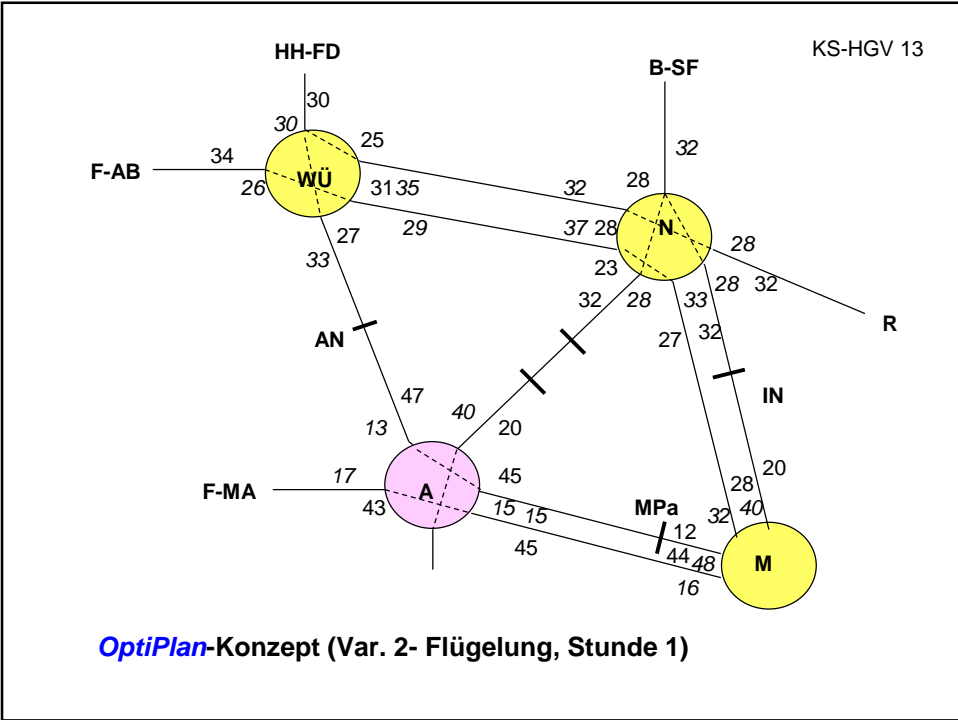 HH-FD
KS-HGV 13
B-SF
30
30
25
34
32
F-AB
WÜ
26
31 35
32
28
29
37 28
N
28
27
33
23
28
32
28
33
32
R
27
32
AN
IN
47
40
13
20
20
17
45
F-MA
A
28
43
15
15
MPa
32
40
12
45
44
48
M
16
OptiPlan-Konzept (Var. 2- Flügelung, Stunde 1)